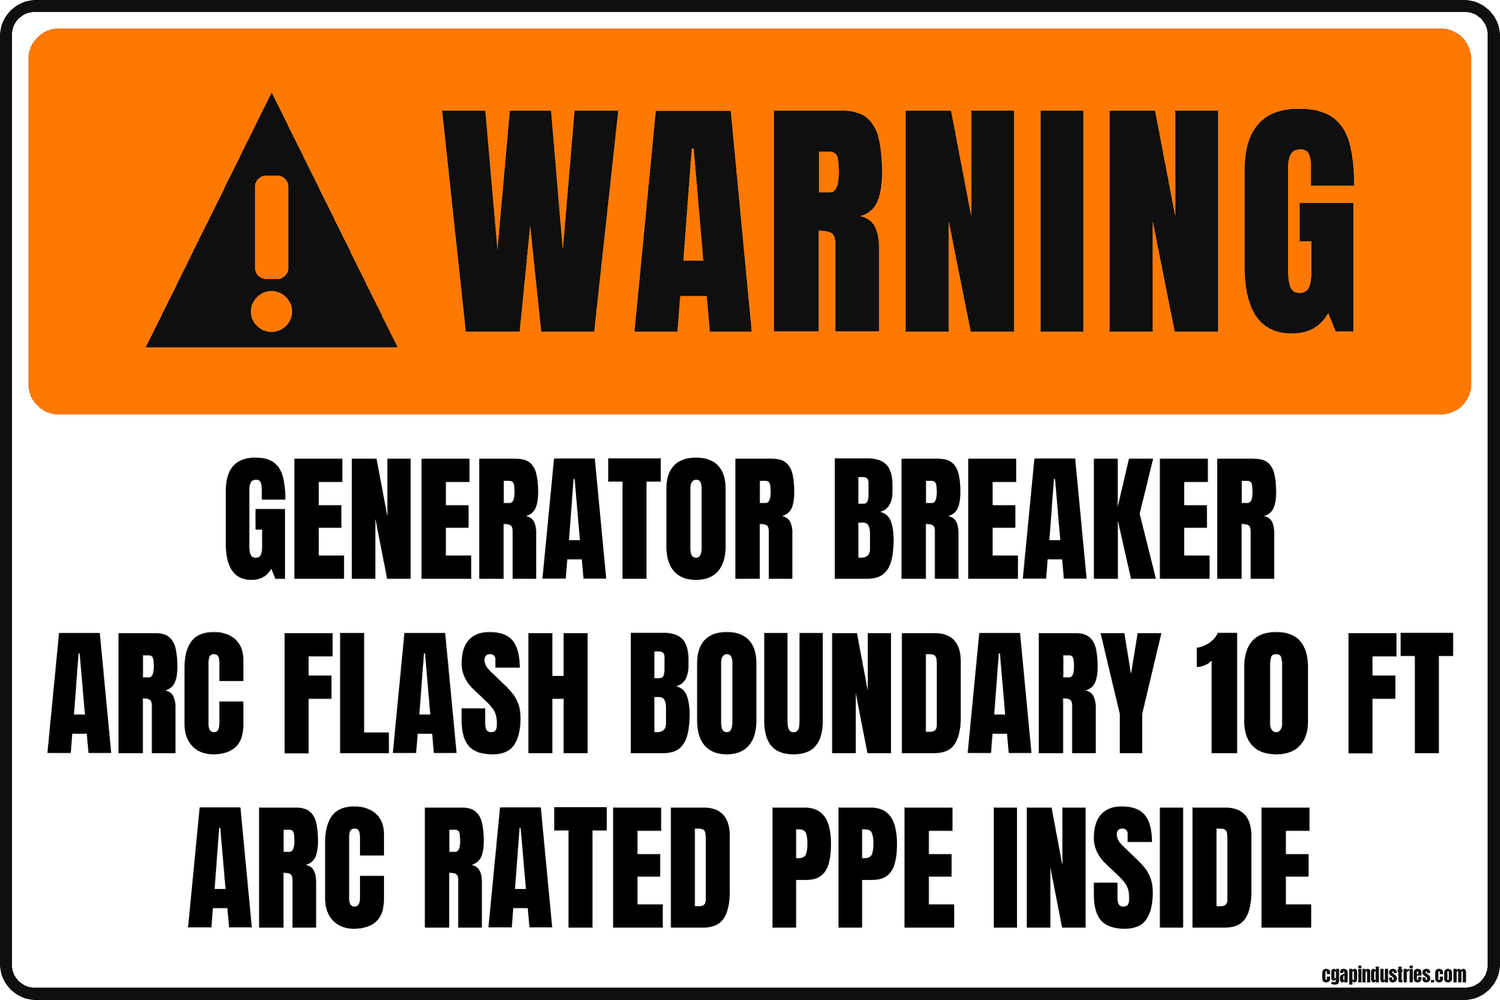 WARNING
GENERATOR BREAKER
ARC FLASH BOUNDARY 10 FT
ARC RATED PPE INSIDE
cgapindustries.com